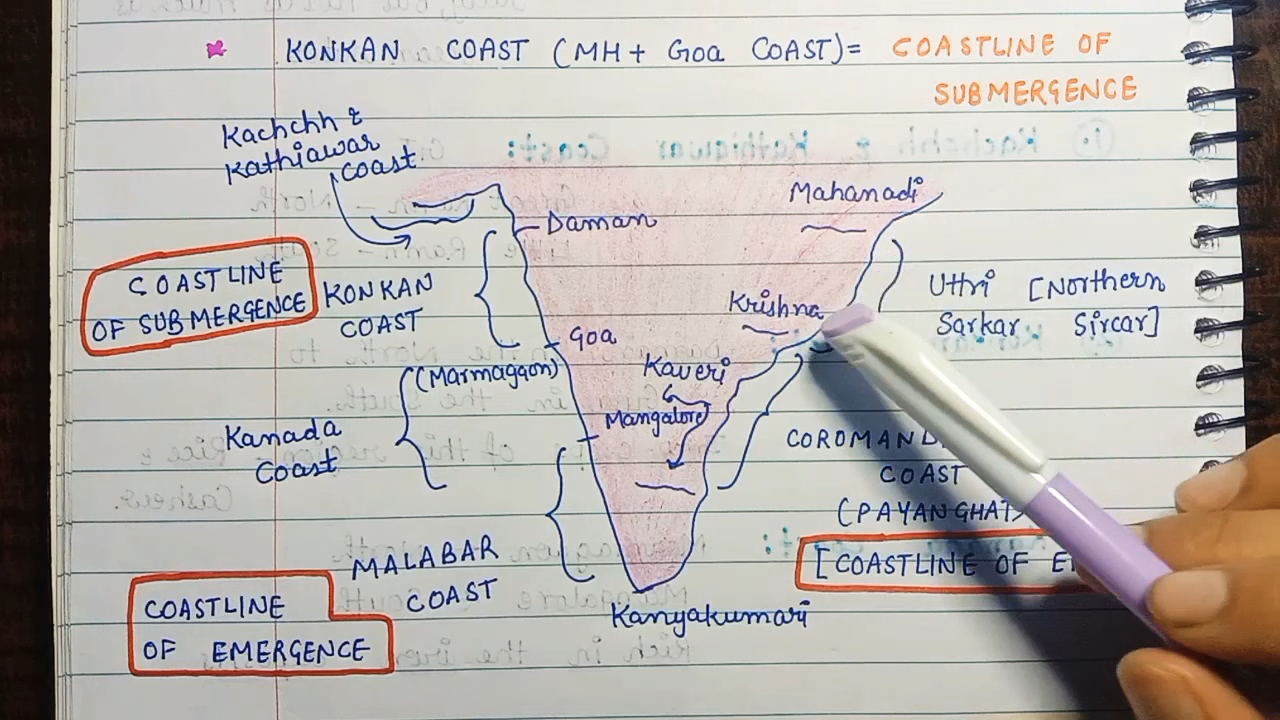 * KONKAN COAST (MH + Goa COAST) = COASTLINE OF
SUBMERGENCE
Kachchh &
Kathiawar
Coast
Mahanadi
Daman
COASTLINE
OF SUBMERGENCE
KONKAN
COAST
Krishna
Uttri [Northern
Sarkar Sircar]
Goa
(Marmagaon)
Kaveri
Mangalore
Kanada
Coast
COAST
(PAYANGHAT)
[COASTLINE OF
MALABAR
COAST
Kanyakumari
COASTLINE
OF EMERGENCE